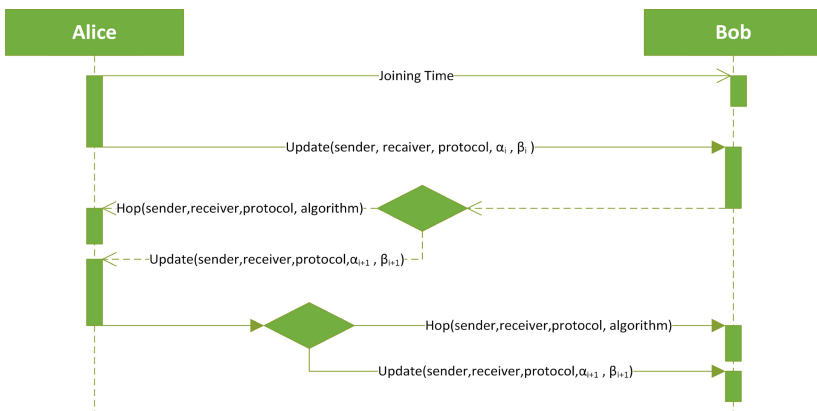 Alice
Bob
Joining Time
Update(sender, recaiver, protocol, αᵢ , βᵢ )
Hop(sender,receiver,protocol, algorithm)
Update(sender,receiver,protocol,αᵢ₊₁ , βᵢ₊₁)
Hop(sender,receiver,protocol, algorithm)
Update(sender,receiver,protocol,αᵢ₊₁ , βᵢ₊₁)